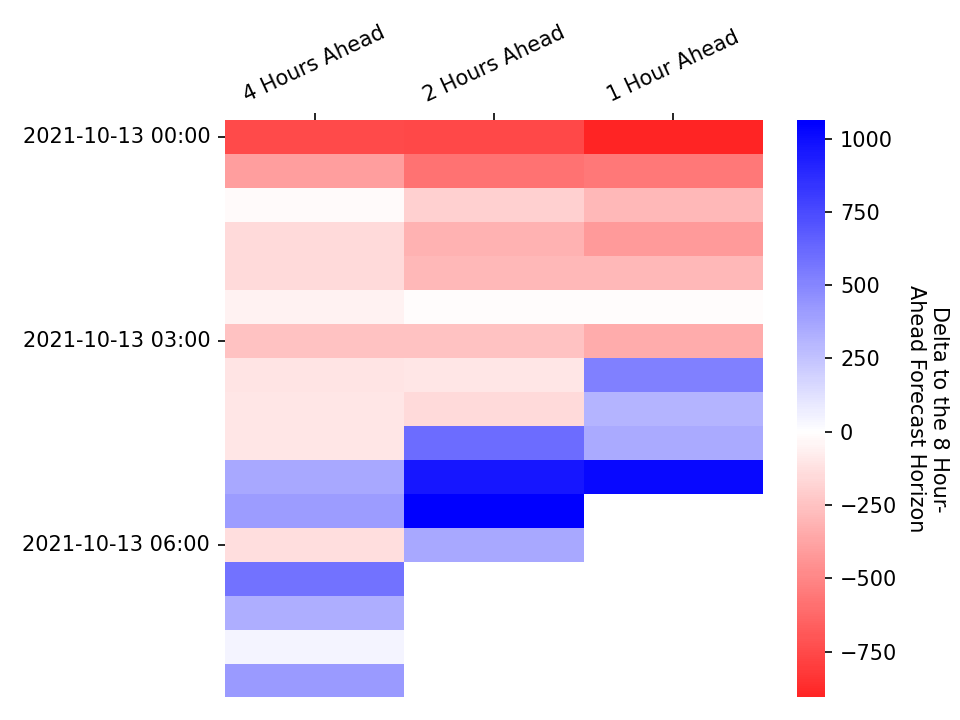 4 Hours Ahead
2 Hours Ahead
1 Hour Ahead
2021-10-13 00:00
2021-10-13 03:00
2021-10-13 06:00
1000
750
500
250
0
−250
−500
−750
Delta to the 8 Hour-
Ahead Forecast Horizon